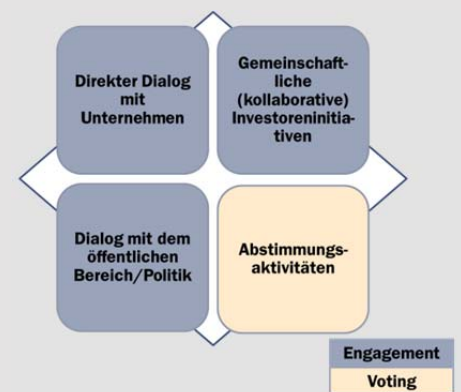 Direkter Dialog
mit
Unternehmen
Gemeinschaft-
liche
(kollaborative)
Investoreninitia-
tiven
Dialog mit dem
öffentlichen
Bereich/Politik
Abstimmungs-
aktivitäten
Engagement
Voting